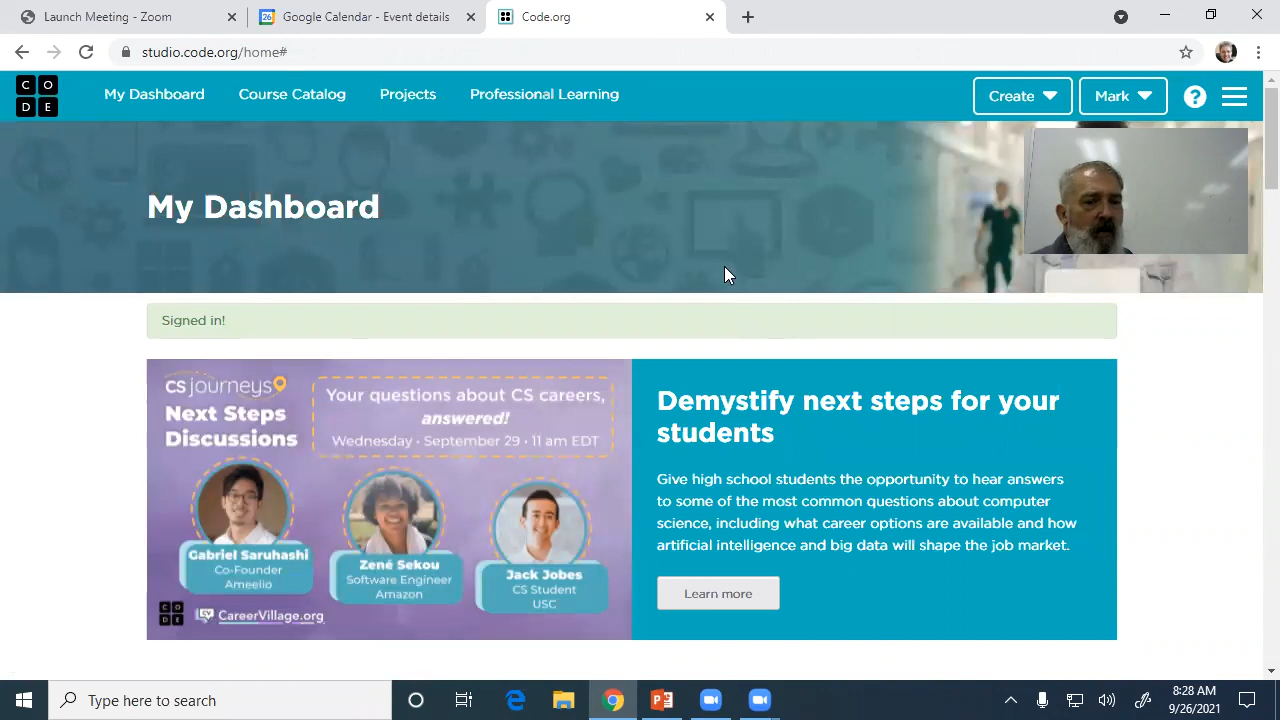 Launch Meeting - Zoom
26
Google Calendar - Event details
Code.org
studio.code.org/home#
C O
D E
My Dashboard
Course Catalog
Projects
Professional Learning
Create
Mark
?
My Dashboard
Signed in!
csjourneys
Next Steps
Discussions
Your questions about CS careers,
answered!
Wednesday • September 29 • 11 am EDT
Gabriel Saruhashi
Co-Founder
Ameelio
Zené Sekou
Software Engineer
Amazon
Jack Jobes
CS Student
USC
C O
D E
CV
CareerVillage.org
Demystify next steps for your
students
Give high school students the opportunity to hear answers
to some of the most common questions about computer
science, including what career options are available and how
artificial intelligence and big data will shape the job market.
Learn more
Type here to search
8:28 AM
9/26/2021